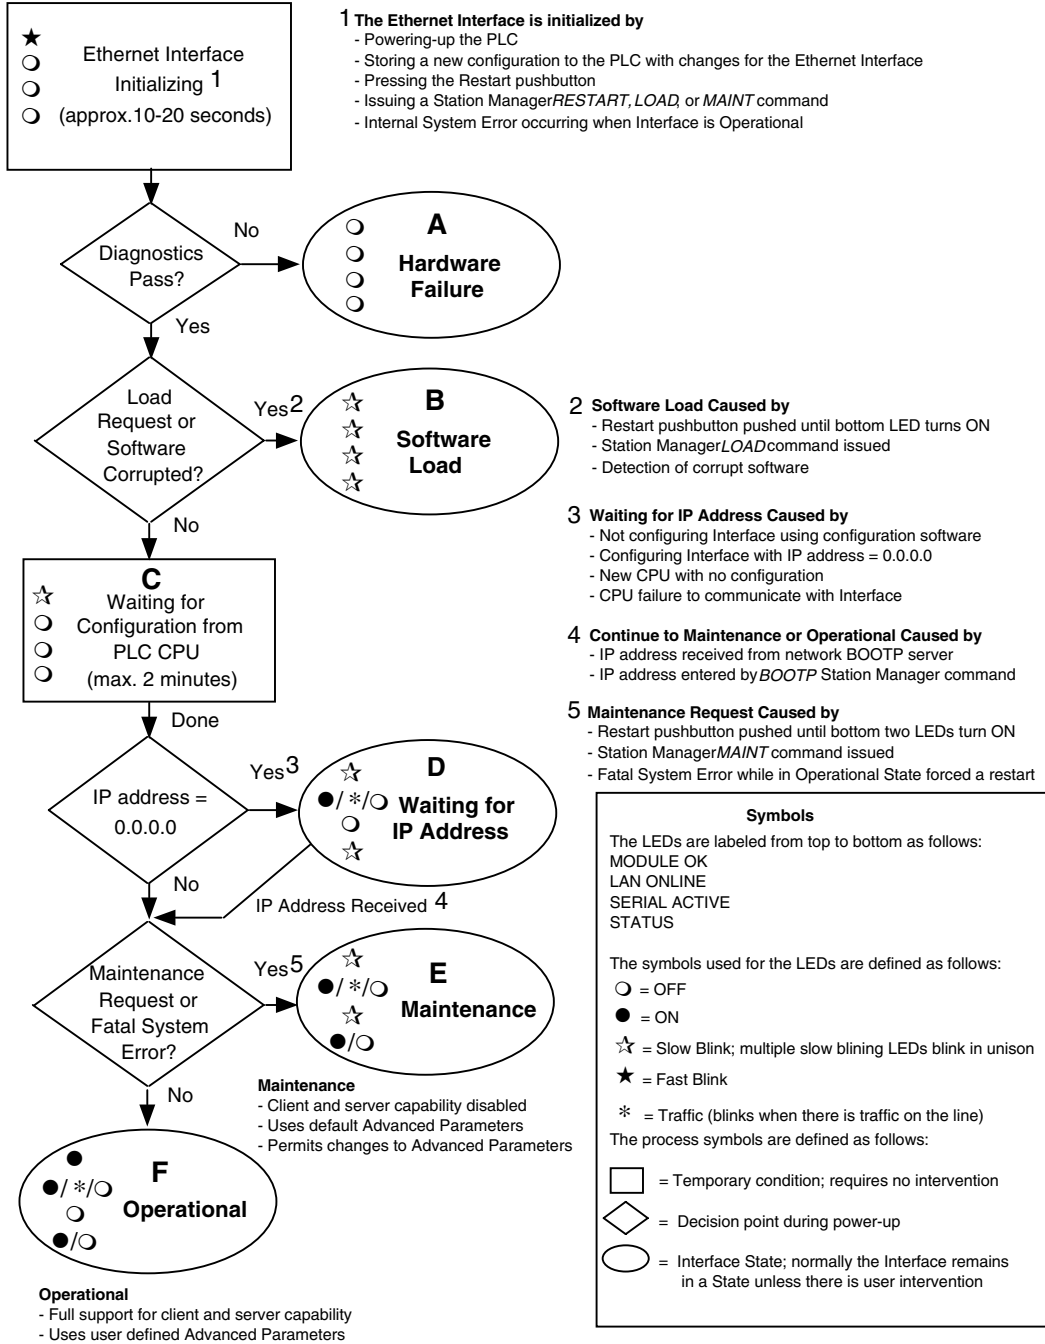 Ethernet Interface
Initializing 1
(approx.10-20 seconds)
1 The Ethernet Interface is initialized by
- Powering-up the PLC
- Storing a new configuration to the PLC with changes for the Ethernet Interface
- Pressing the Restart pushbutton
- Issuing a Station Manager RESTART, LOAD, or MAINT command
- Internal System Error occurring when Interface is Operational
Diagnostics
Pass?
No
A
Hardware
Failure
Yes
Load
Request or
Software
Corrupted?
Yes 2
B
Software
Load
2 Software Load Caused by
- Restart pushbutton pushed until bottom LED turns ON
- Station Manager LOAD command issued
- Detection of corrupt software
No
3 Waiting for IP Address Caused by
- Not configuring Interface using configuration software
- Configuring Interface with IP address = 0.0.0.0
- New CPU with no configuration
- CPU failure to communicate with Interface
C
Waiting for
Configuration from
PLC CPU
(max. 2 minutes)
4 Continue to Maintenance or Operational Caused by
- IP address received from network BOOTP server
- IP address entered by BOOTP Station Manager command
Done
5 Maintenance Request Caused by
- Restart pushbutton pushed until bottom two LEDs turn ON
- Station Manager MAINT command issued
- Fatal System Error while in Operational State forced a restart
IP address =
0.0.0.0
Yes 3
D
/ * /
Waiting for
IP Address
No
IP Address Received 4
Maintenance
Request or
Fatal System
Error?
Yes 5
E
/ * /
Maintenance
/
No
Maintenance
- Client and server capability disabled
- Uses default Advanced Parameters
- Permits changes to Advanced Parameters
F
/ * /
Operational
/
Operational
- Full support for client and server capability
- Uses user defined Advanced Parameters
Symbols
The LEDs are labeled from top to bottom as follows:
MODULE OK
LAN ONLINE
SERIAL ACTIVE
STATUS
The symbols used for the LEDs are defined as follows:
= OFF
= ON
= Slow Blink; multiple slow blining LEDs blink in unison
= Fast Blink
* = Traffic (blinks when there is traffic on the line)
The process symbols are defined as follows:
= Temporary condition; requires no intervention
= Decision point during power-up
= Interface State; normally the Interface remains
in a State unless there is user intervention